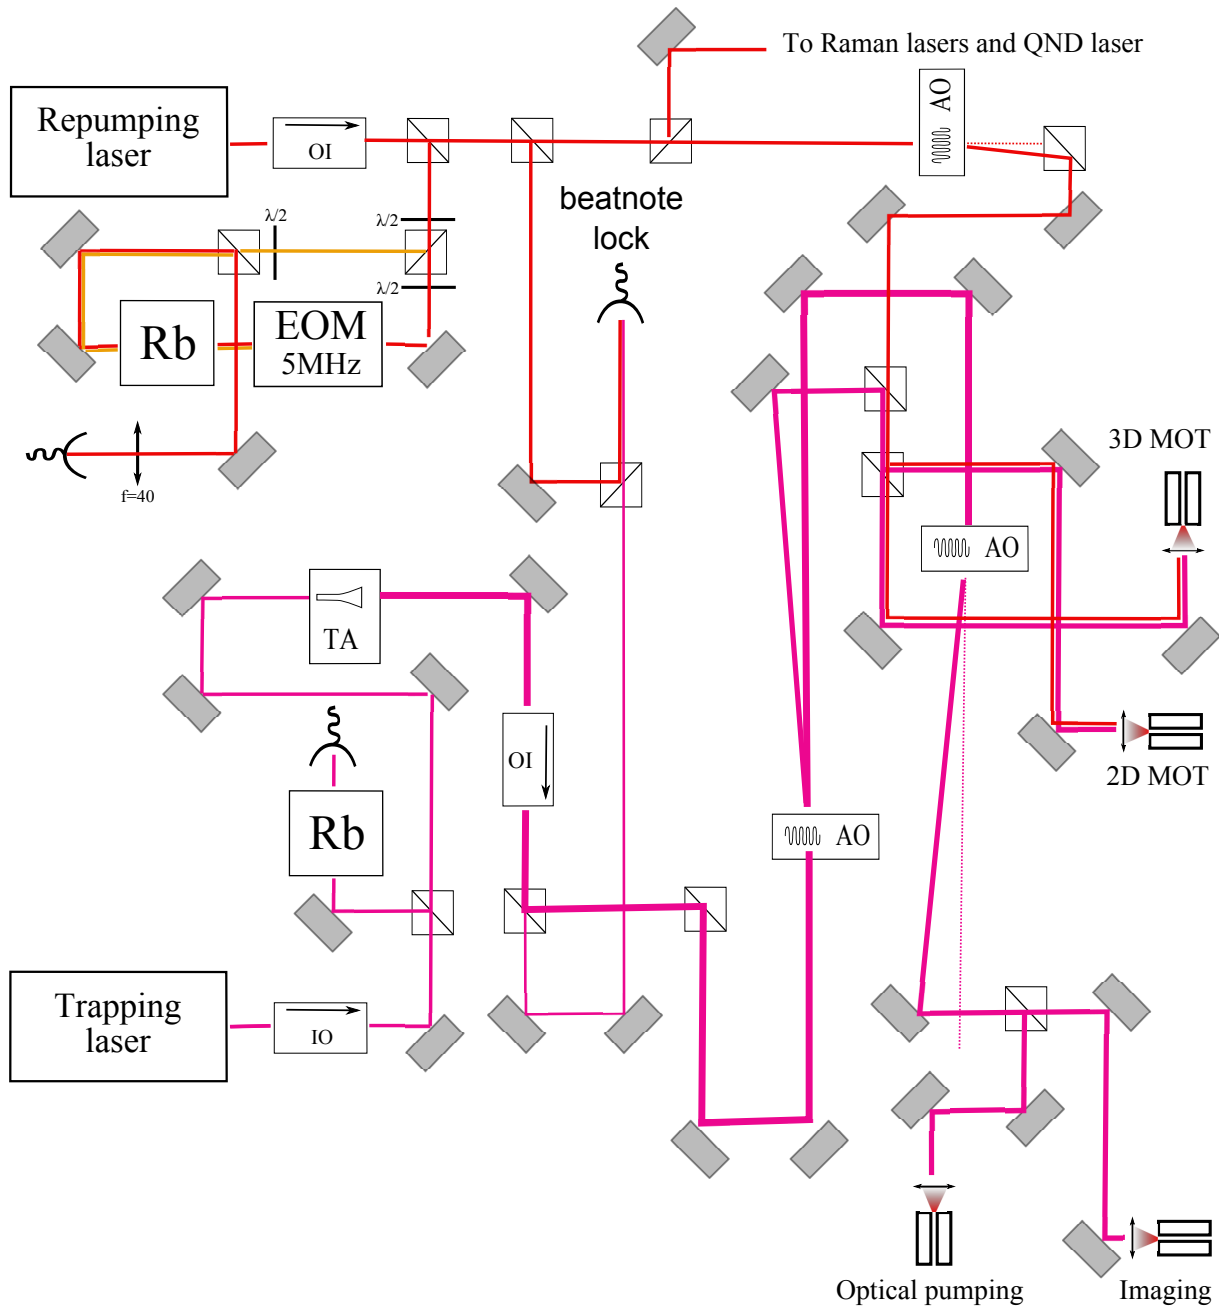 To Raman lasers and QND laser
Repumping
laser
OI
AO
beatnote
lock
λ/2
λ/2
λ/2
Rb
EOM
5MHz
f=40
3D MOT
AO
TA
OI
2D MOT
Rb
AO
Trapping
laser
IO
Optical pumping
Imaging